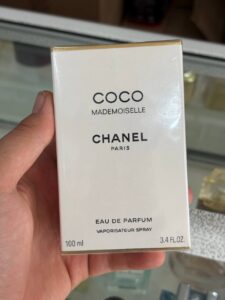 COCO
MADEMOISELLE
CHANEL
PARIS
EAU DE PARFUM
VAPORISATEUR SPRAY
100 ml 3.4 FL.OZ.